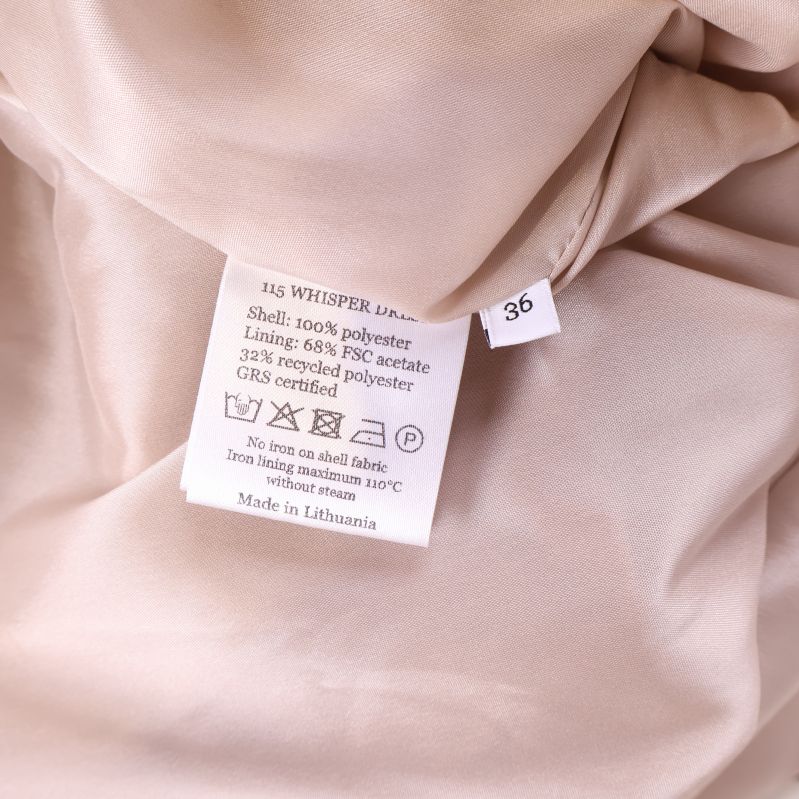 115 WHISPER
Shell: 100% polyester
Lining: 68% FSC acetate
32% recycled polyester
GRS certified
P
No iron on shell fabric
Iron lining maximum 110°C
without steam
Made in Lithuania
36